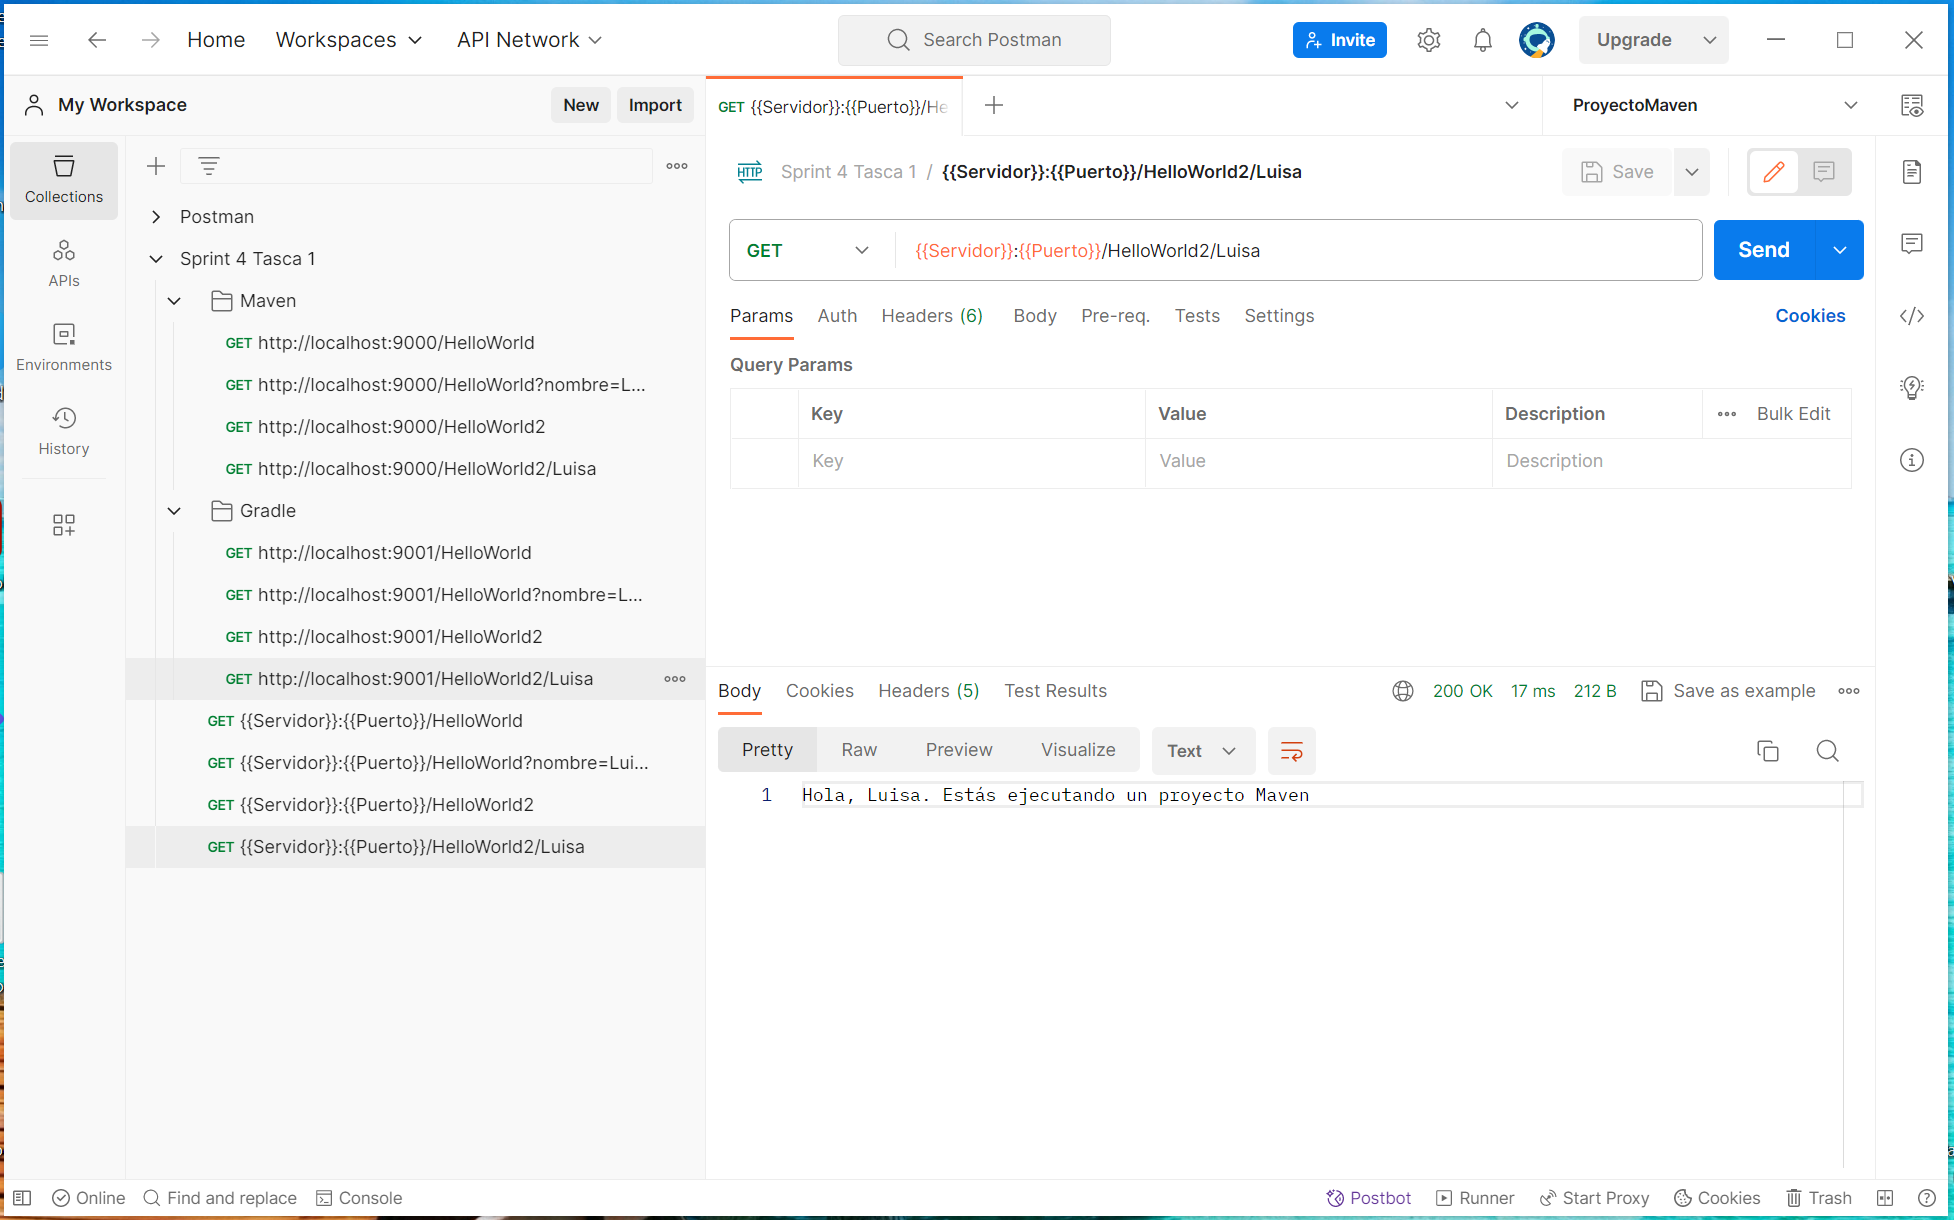 Home Workspaces API Network Search Postman Invite Upgrade
My Workspace New Import GET {{Servidor}}:{{Puerto}}/He ProyectoMaven
Collections
APIs
Environments
History
Postman
Sprint 4 Tasca 1
Maven
GET http://localhost:9000/HelloWorld
GET http://localhost:9000/HelloWorld?nombre=L...
GET http://localhost:9000/HelloWorld2
GET http://localhost:9000/HelloWorld2/Luisa
Gradle
GET http://localhost:9001/HelloWorld
GET http://localhost:9001/HelloWorld?nombre=L...
GET http://localhost:9001/HelloWorld2
GET http://localhost:9001/HelloWorld2/Luisa
GET {{Servidor}}:{{Puerto}}/HelloWorld
GET {{Servidor}}:{{Puerto}}/HelloWorld?nombre=Lui...
GET {{Servidor}}:{{Puerto}}/HelloWorld2
GET {{Servidor}}:{{Puerto}}/HelloWorld2/Luisa
HTTP Sprint 4 Tasca 1 / {{Servidor}}:{{Puerto}}/HelloWorld2/Luisa Save
GET {{Servidor}}:{{Puerto}}/HelloWorld2/Luisa Send
Params Auth Headers (6) Body Pre-req. Tests Settings Cookies
Query Params
Key Value Description Bulk Edit
Key Value Description
Body Cookies Headers (5) Test Results 200 OK 17 ms 212 B Save as example
Pretty Raw Preview Visualize Text
1 Hola, Luisa. Estás ejecutando un proyecto Maven
Online Find and replace Console Postbot Runner Start Proxy Cookies Trash